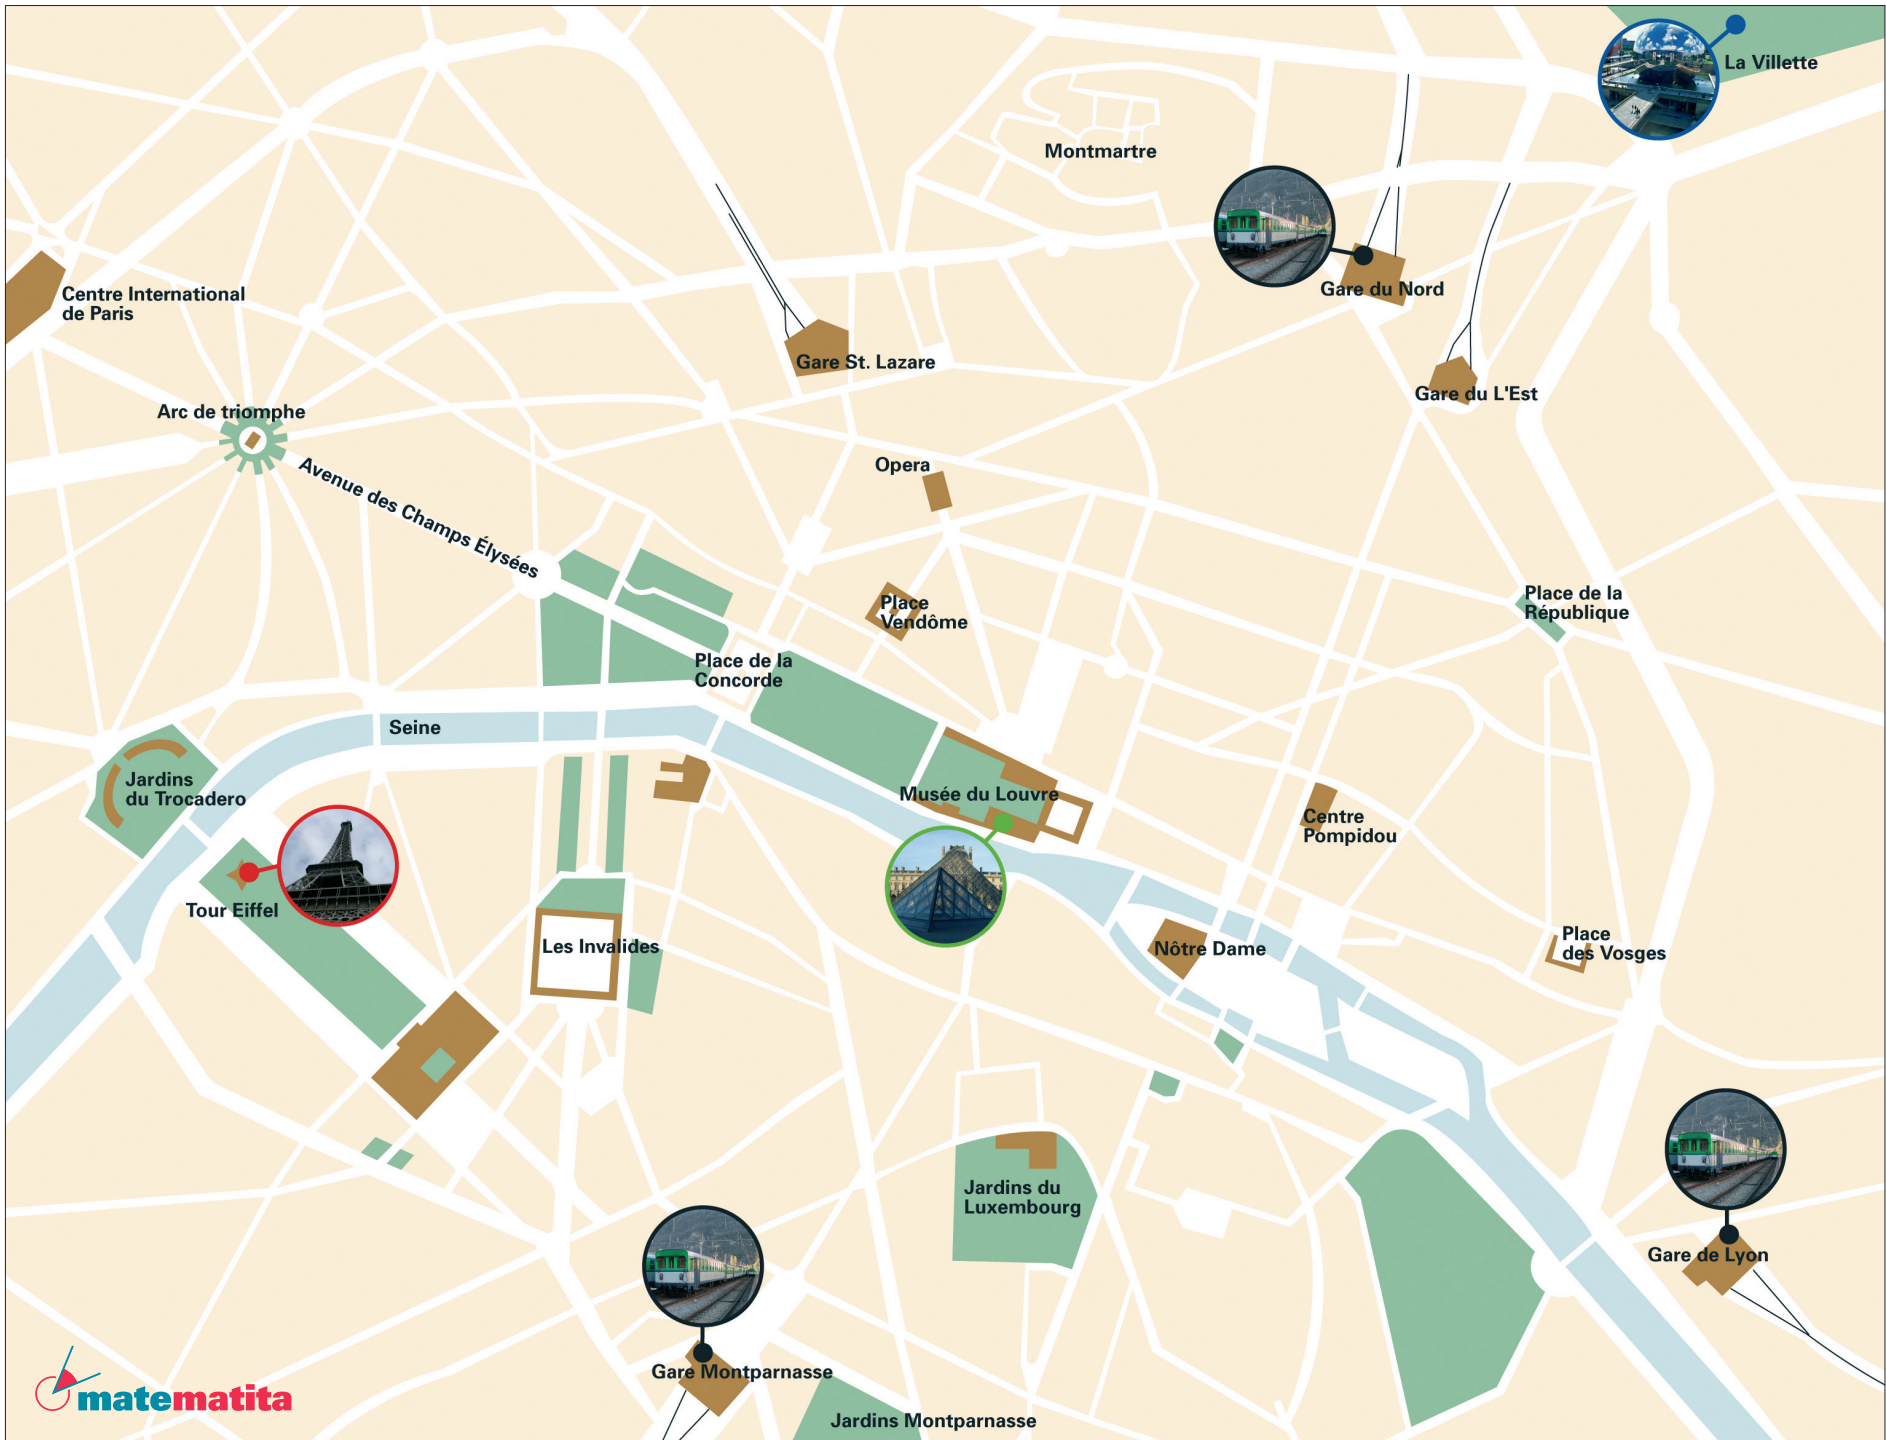 La Villette
Montmartre
Gare du Nord
Centre International
de Paris
Gare St. Lazare
Gare du L'Est
Arc de triomphe
Avenue des Champs Élysées
Opera
Place
Vendôme
Place de la
République
Place de la
Concorde
Seine
Jardins
du Trocadero
Musée du Louvre
Centre
Pompidou
Tour Eiffel
Les Invalides
Nôtre Dame
Place
des Vosges
Jardins du
Luxembourg
Gare de Lyon
Gare Montparnasse
Jardins Montparnasse
matematita